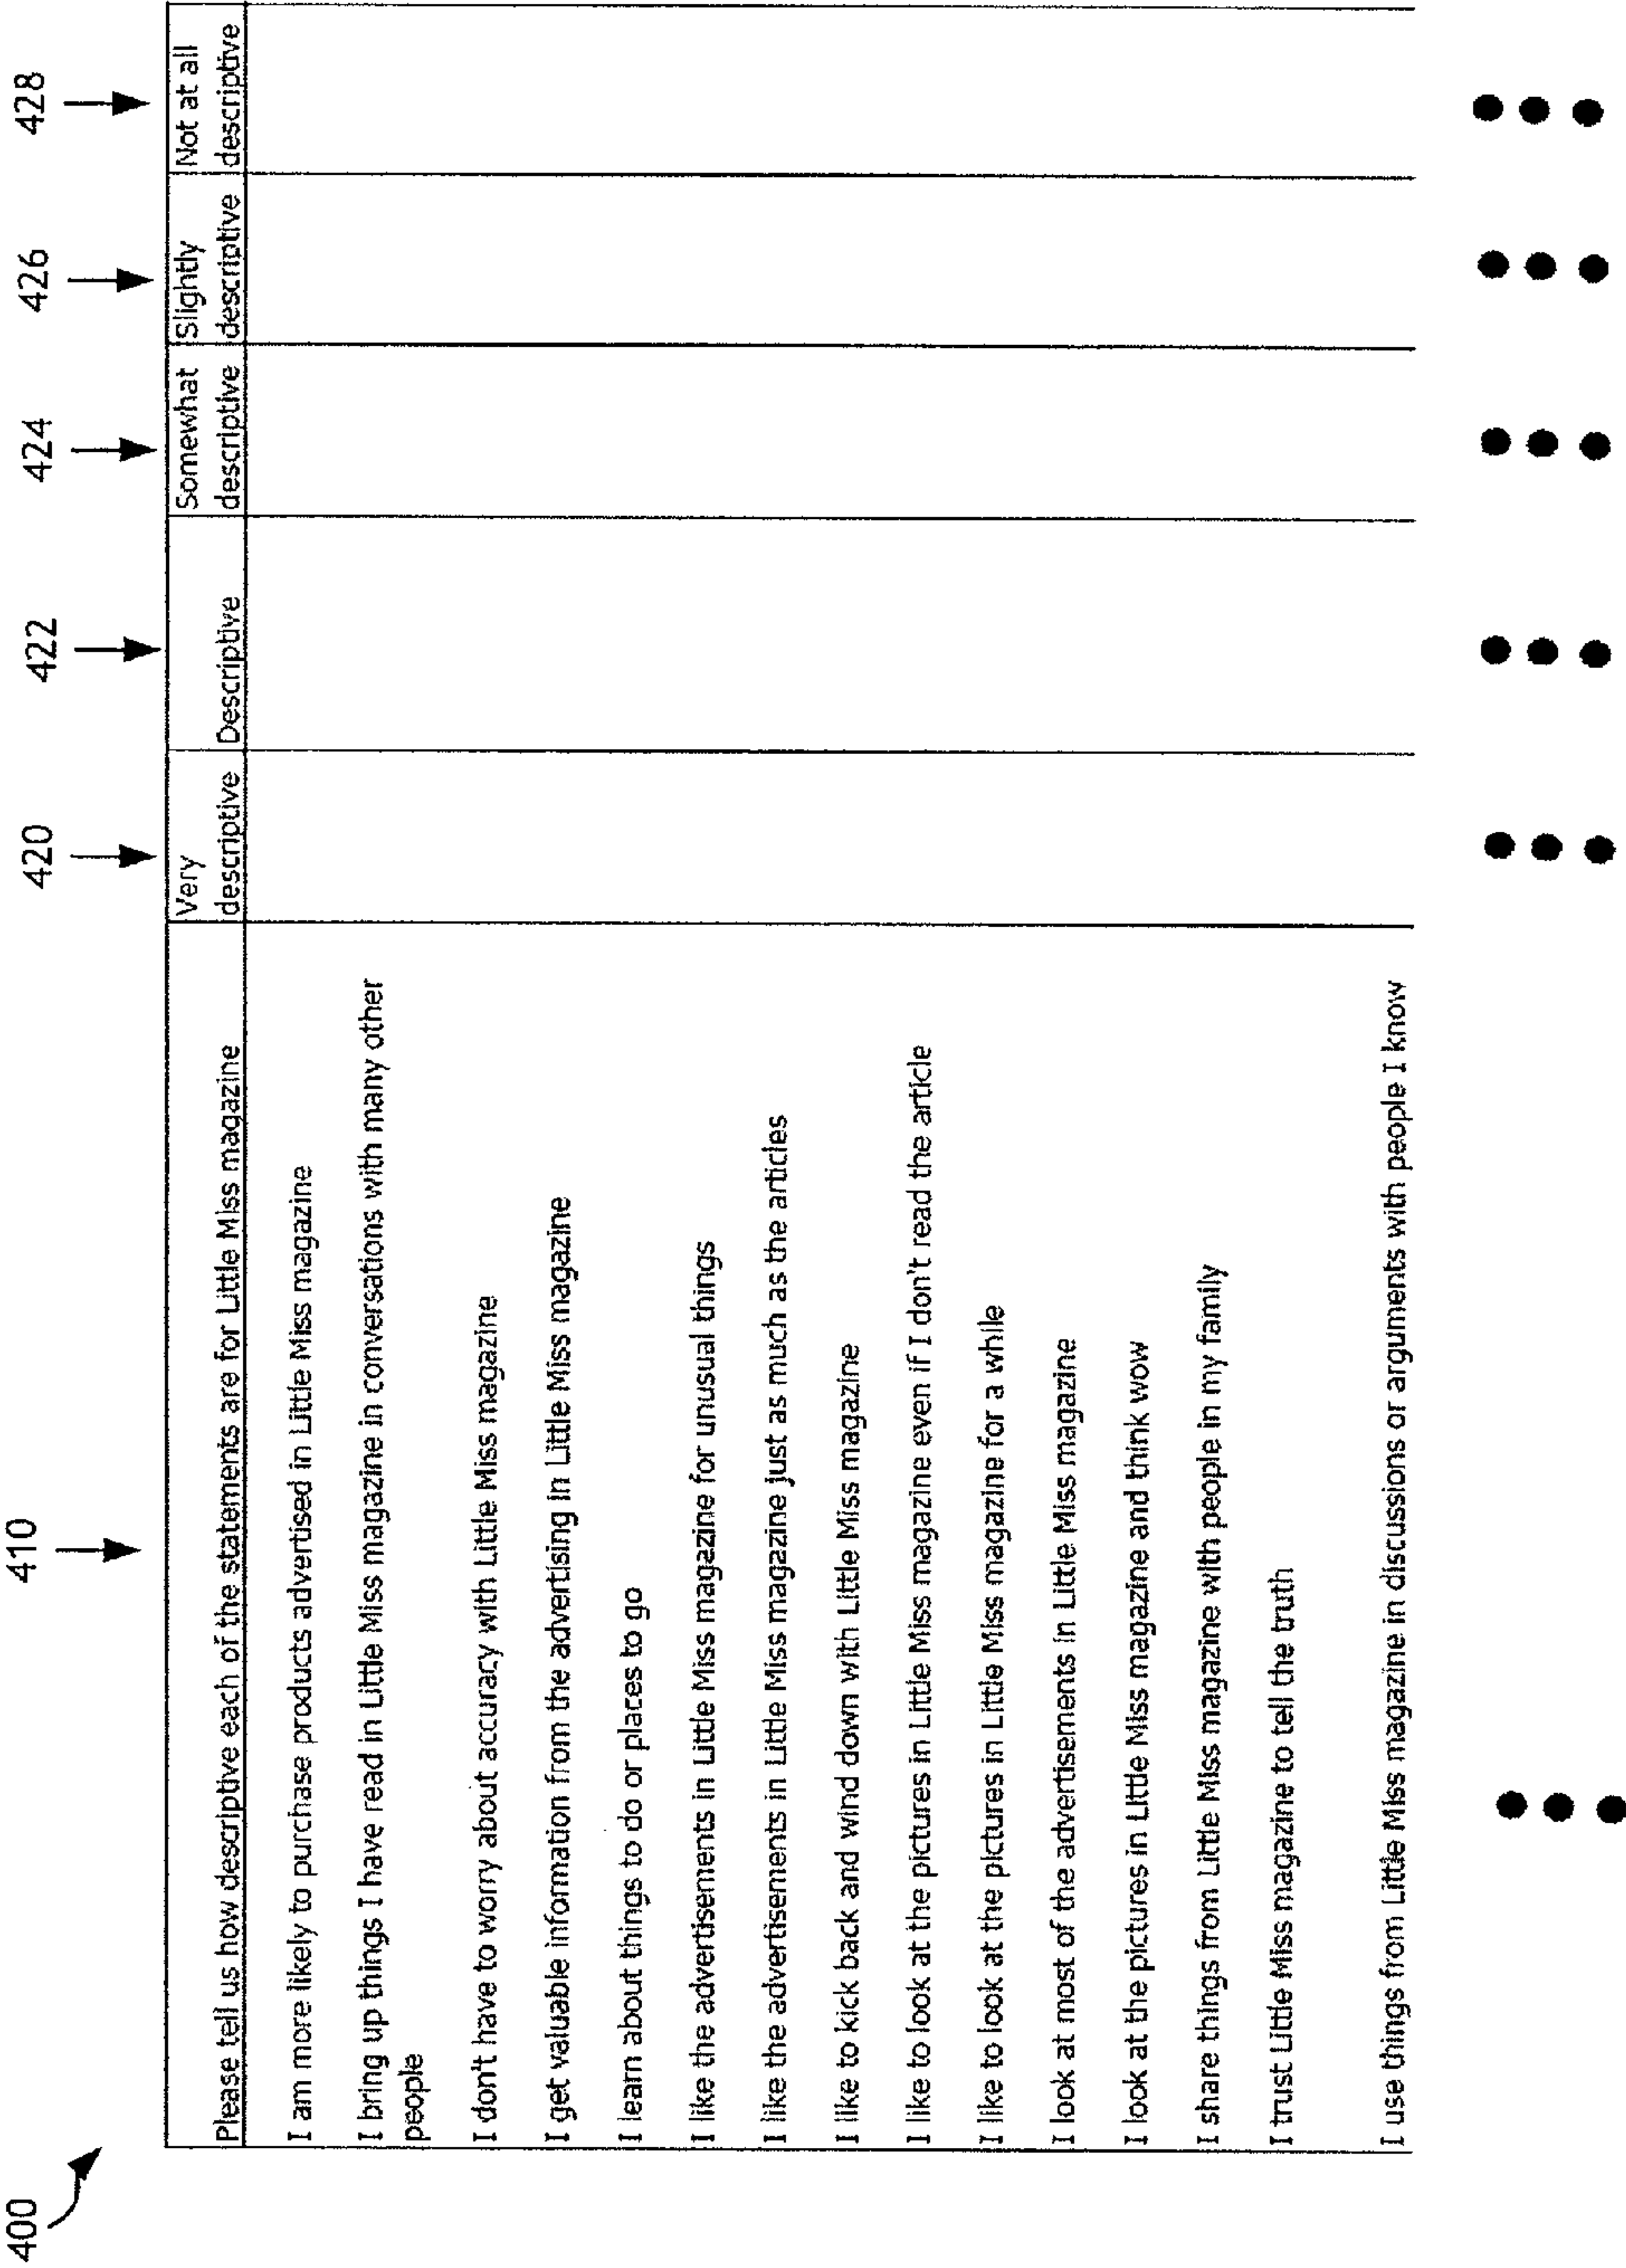 400
410
420
422
424
426
428
Please tell us how descriptive each of the statements are for Little Miss magazine
Very
descriptive
Descriptive
Somewhat
descriptive
Slightly
descriptive
Not at all
descriptive
I am more likely to purchase products advertised in Little Miss magazine
I bring up things I have read in Little Miss magazine in conversations with many other
people
I don't have to worry about accuracy with Little Miss magazine
I get valuable information from the advertising in Little Miss magazine
I learn about things to do or places to go
I like the advertisements in Little Miss magazine for unusual things
I like the advertisements in Little Miss magazine just as much as the articles
I like to kick back and wind down with Little Miss magazine
I like to look at the pictures in Little Miss magazine even if I don't read the article
I like to look at the pictures in Little Miss magazine for a while
I look at most of the advertisements in Little Miss magazine
I look at the pictures in Little Miss magazine and think wow
I share things from Little Miss magazine with people in my family
I trust Little Miss magazine to tell the truth
I use things from Little Miss magazine in discussions or arguments with people I know